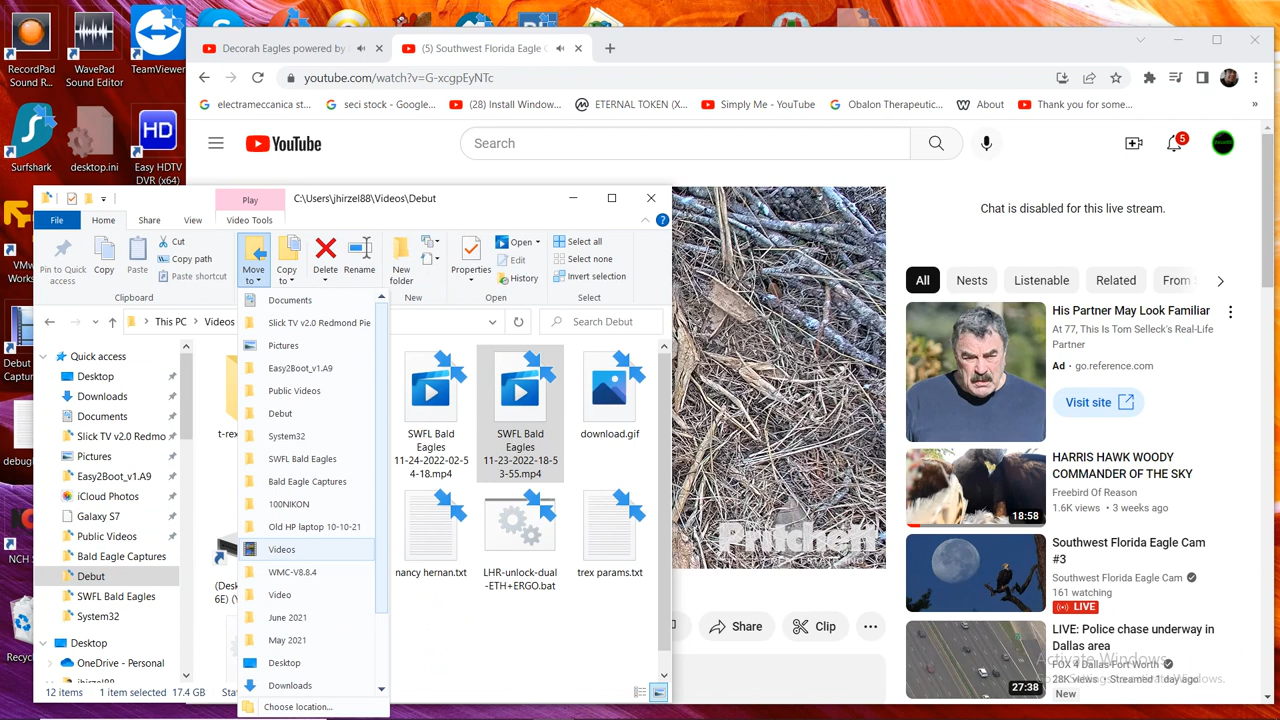 RecordPad
Sound R...
WavePad
Sound Editor
TeamViewer
Surfshark
desktop.ini
Easy HDTV
DVR (x64)
HD
Decorah Eagles powered by
(5) Southwest Florida Eagle C
youtube.com/watch?v=G-xcgpEyNTc
electrameccanica st...
seci stock - Google...
(28) Install Window...
ETERNAL TOKEN (X...
Simply Me - YouTube
Obalon Therapeutic...
About
Thank you for some...
»
YouTube
Search
5
Play
C:\Users\jhirzel88\Videos\Debut
File
Home
Share
View
Video Tools
Pin to Quick
access
Copy
Paste
Cut
Copy path
Paste shortcut
Clipboard
Move
to
Copy
to
Delete
Rename
New
folder
New
Properties
Open
Edit
History
Open
Select all
Select none
Invert selection
Select
This PC
Videos
Search Debut
Quick access
Desktop
Downloads
Documents
Slick TV v2.0 Redmo
Pictures
Easy2Boot_v1.A9
iCloud Photos
Galaxy S7
Public Videos
Bald Eagle Captures
Debut
SWFL Bald Eagles
System32
Desktop
OneDrive - Personal
Documents
Slick TV v2.0 Redmond Pie
Pictures
Easy2Boot_v1.A9
Public Videos
Debut
System32
SWFL Bald Eagles
Bald Eagle Captures
100NIKON
Old HP laptop 10-10-21
Videos
WMC-V8.8.4
Video
June 2021
May 2021
Desktop
Downloads
Choose location...
t-rex
SWFL Bald
Eagles
11-24-2022-02-5
4-18.mp4
SWFL Bald
Eagles
11-23-2022-18-5
3-55.mp4
download.gif
nancy hernan.txt
LHR-unlock-dual
-ETH+ERGO.bat
trex params.txt
12 items
1 item selected
17.4 GB
Pritchett
Share
Clip
Chat is disabled for this live stream.
All
Nests
Listenable
Related
From
His Partner May Look Familiar
At 77, This Is Tom Selleck's Real-Life
Partner
Ad · go.reference.com
Visit site
HARRIS HAWK WOODY
COMMANDER OF THE SKY
Freebird Of Reason
1.6K views · 3 weeks ago
18:58
Southwest Florida Eagle Cam
#3
Southwest Florida Eagle Cam
161 watching
LIVE
LIVE: Police chase underway in
Dallas area
FOX 4 Dallas-Fort Worth
28K views · Streamed 1 day ago
New
27:38
Activate Windows